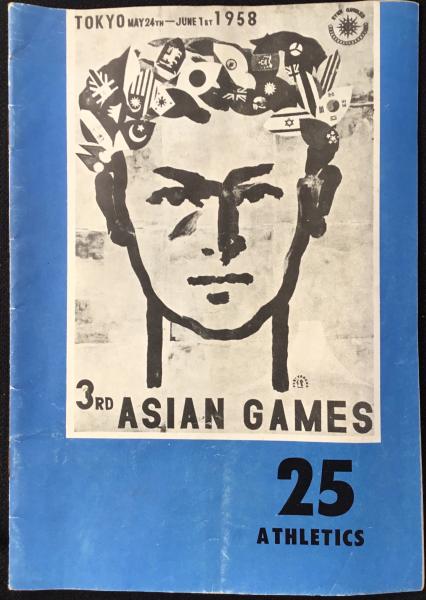 TOKYO MAY 24TH—JUNE 1ST 1958
3RD ASIAN GAMES
25
ATHLETICS